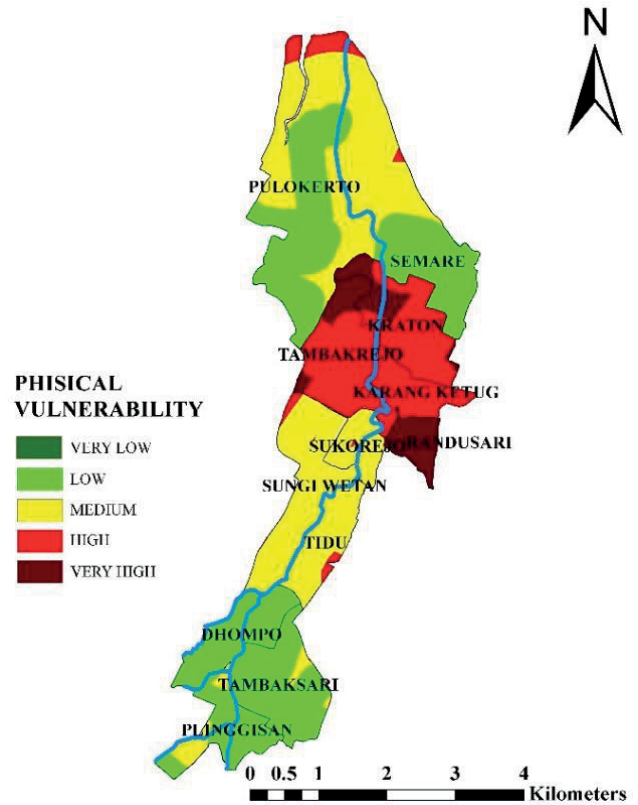 N
PULOKERTO
SEMARE
KRATON
TAMBAKREJO
KARANG KETUG
SUKOREJO
RANDUSARI
SUNGI WETAN
TIDU
DHOMPO
TAMBAKSARI
PLINGGISAN
PHISICAL
VULNERABILITY
VERY LOW
LOW
MEDIUM
HIGH
VERY HIGH
0 0.5 1 2 3 4
Kilometers